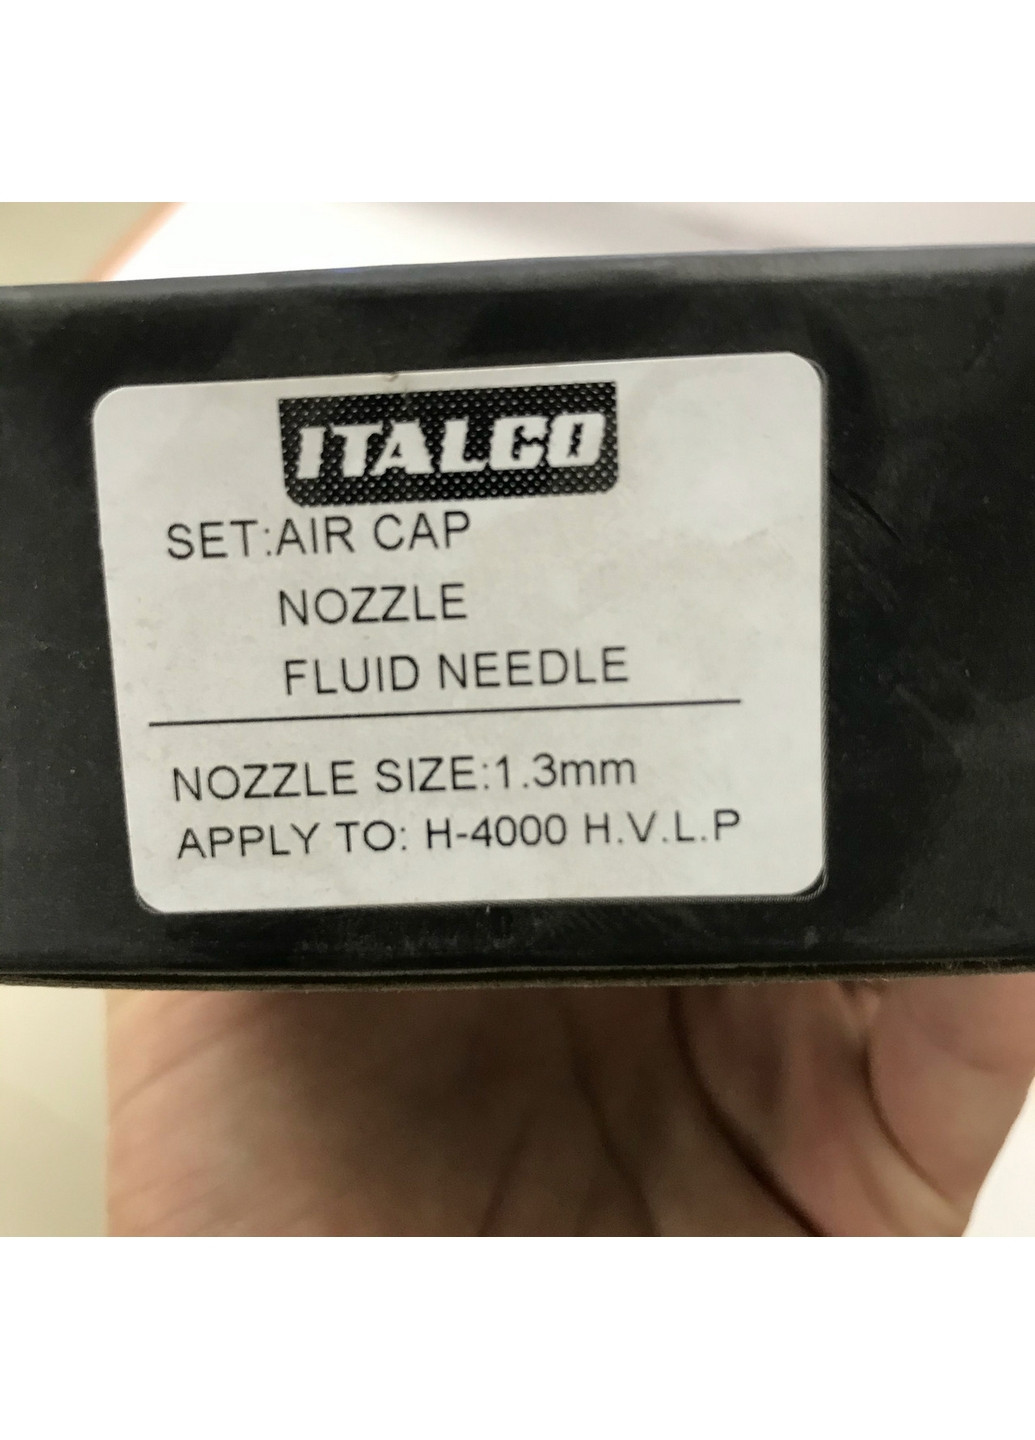 ITALCO
SET:AIR CAP
NOZZLE
FLUID NEEDLE
NOZZLE SIZE:1.3mm
APPLY TO: H-4000 H.V.L.P